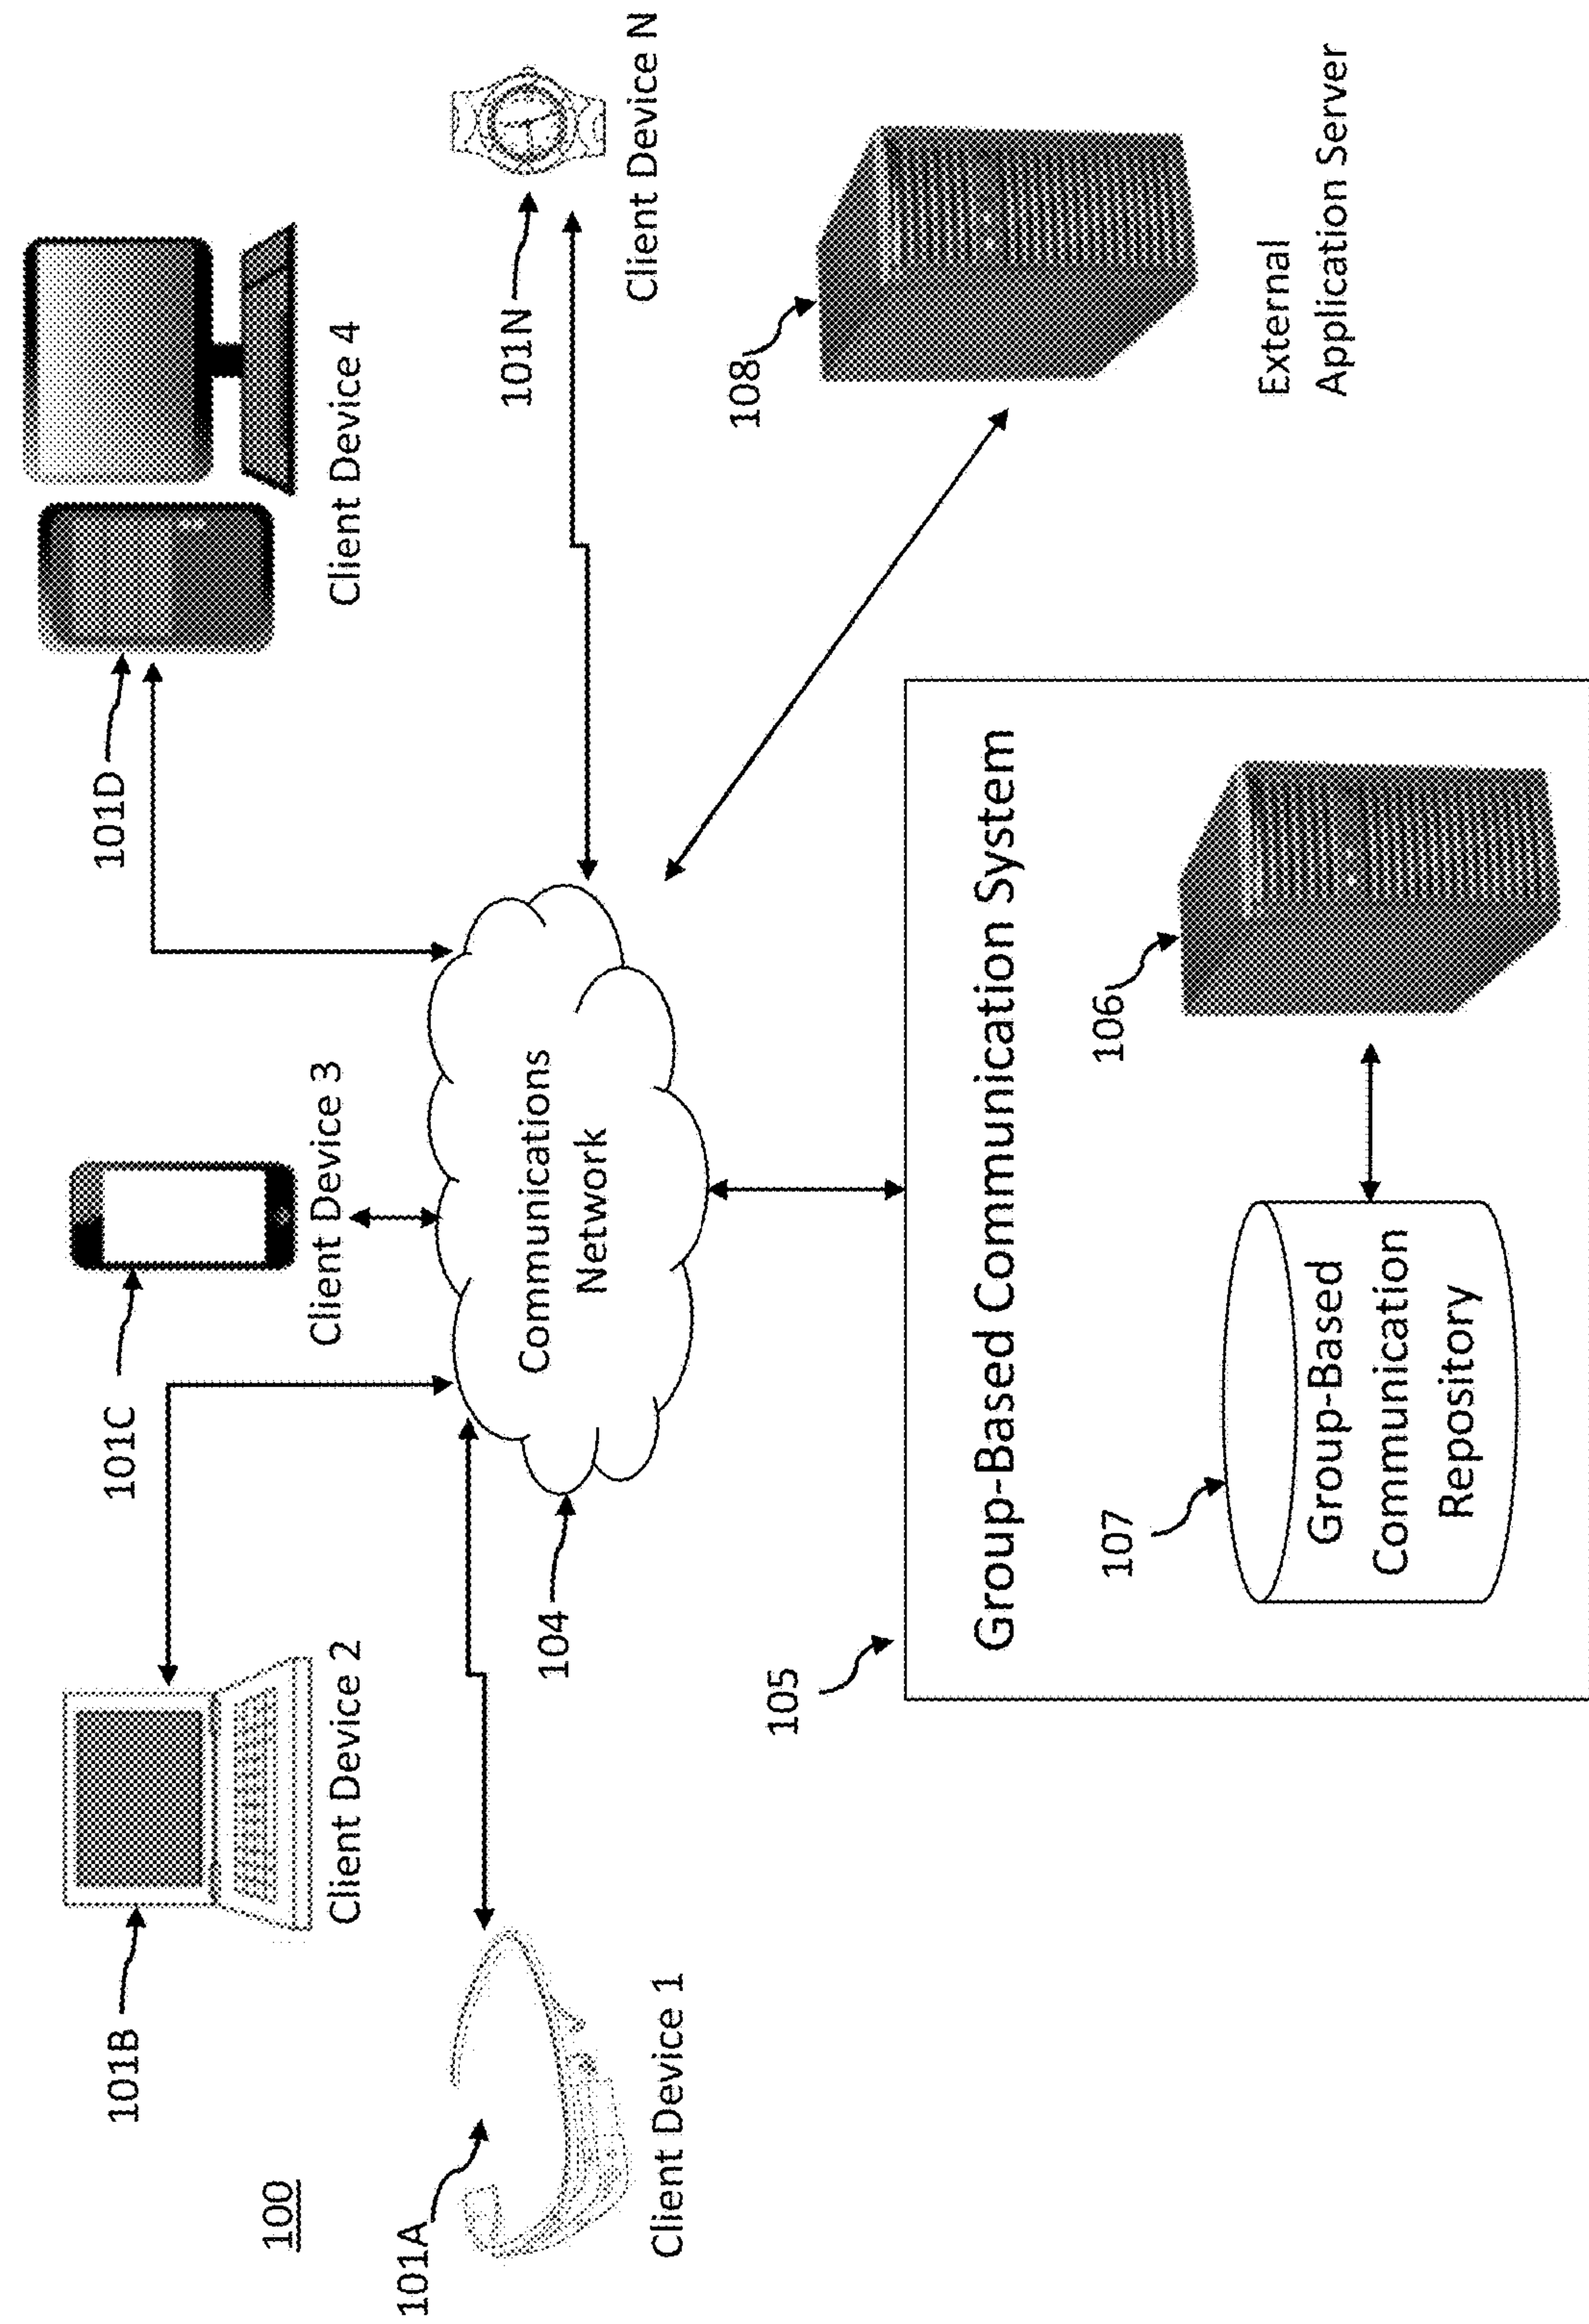 100
101A
Client Device 1
101B
Client Device 2
101C
Client Device 3
101D
Client Device 4
101N
Client Device N
104
Communications
Network
105
Group-Based Communication System
107
Group-Based
Communication
Repository
106
108
External
Application Server